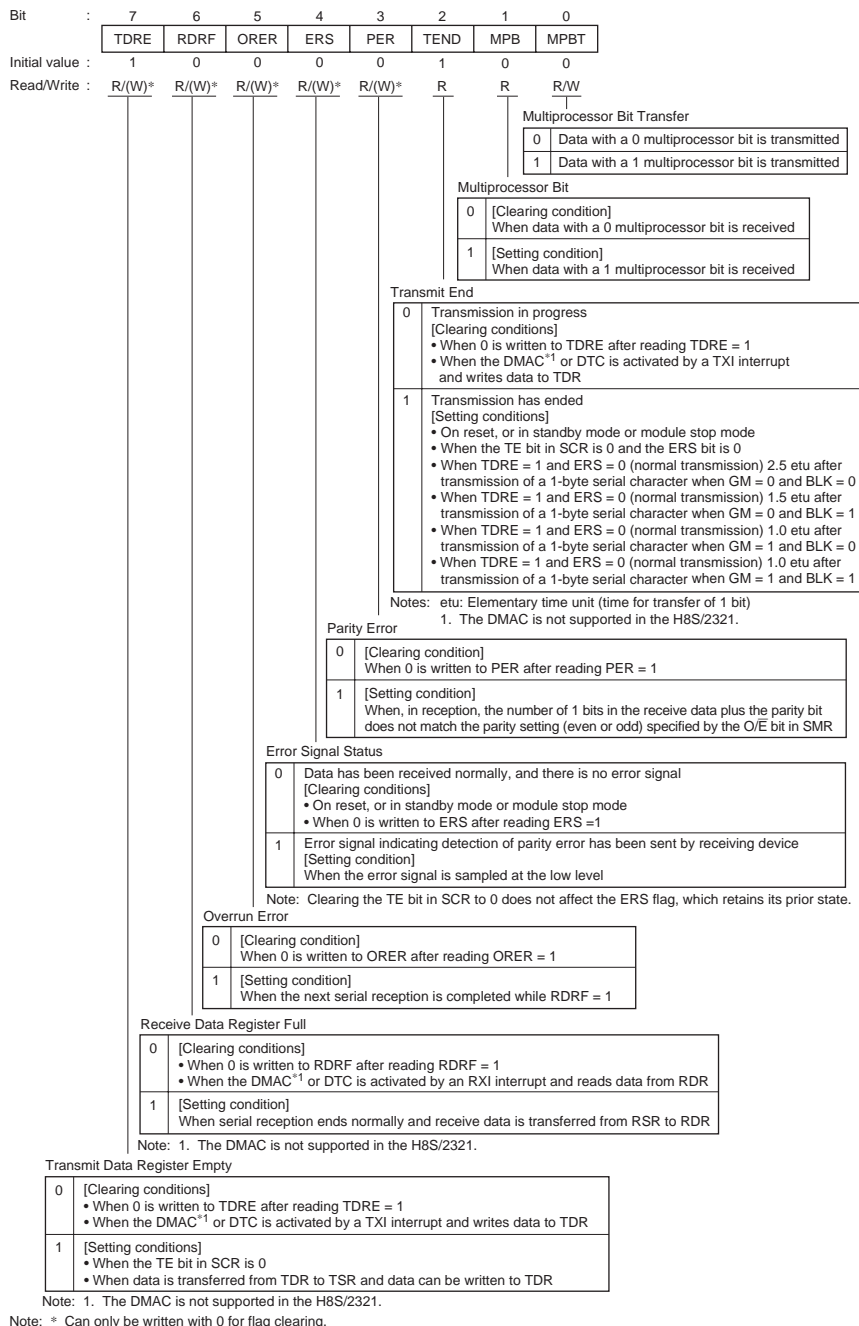 Bit : 7 6 5 4 3 2 1 0
TDRE RDRF ORER ERS PER TEND MPB MPBT
Initial value : 1 0 0 0 0 1 0 0
Read/Write : R/(W)* R/(W)* R/(W)* R/(W)* R/(W)* R R R/W
Multiprocessor Bit Transfer
0 Data with a 0 multiprocessor bit is transmitted
1 Data with a 1 multiprocessor bit is transmitted
Multiprocessor Bit
0 [Clearing condition]
When data with a 0 multiprocessor bit is received
1 [Setting condition]
When data with a 1 multiprocessor bit is received
Transmit End
0 Transmission in progress
[Clearing conditions]
• When 0 is written to TDRE after reading TDRE = 1
• When the DMAC*1 or DTC is activated by a TXI interrupt
and writes data to TDR
1 Transmission has ended
[Setting conditions]
• On reset, or in standby mode or module stop mode
• When the TE bit in SCR is 0 and the ERS bit is 0
• When TDRE = 1 and ERS = 0 (normal transmission) 2.5 etu after
transmission of a 1-byte serial character when GM = 0 and BLK = 0
• When TDRE = 1 and ERS = 0 (normal transmission) 1.5 etu after
transmission of a 1-byte serial character when GM = 0 and BLK = 1
• When TDRE = 1 and ERS = 0 (normal transmission) 1.0 etu after
transmission of a 1-byte serial character when GM = 1 and BLK = 0
• When TDRE = 1 and ERS = 0 (normal transmission) 1.0 etu after
transmission of a 1-byte serial character when GM = 1 and BLK = 1
Notes: etu: Elementary time unit (time for transfer of 1 bit)
1. The DMAC is not supported in the H8S/2321.
Parity Error
0 [Clearing condition]
When 0 is written to PER after reading PER = 1
1 [Setting condition]
When, in reception, the number of 1 bits in the receive data plus the parity bit
does not match the parity setting (even or odd) specified by the O/E̅ bit in SMR
Error Signal Status
0 Data has been received normally, and there is no error signal
[Clearing conditions]
• On reset, or in standby mode or module stop mode
• When 0 is written to ERS after reading ERS =1
1 Error signal indicating detection of parity error has been sent by receiving device
[Setting condition]
When the error signal is sampled at the low level
Note: Clearing the TE bit in SCR to 0 does not affect the ERS flag, which retains its prior state.
Overrun Error
0 [Clearing condition]
When 0 is written to ORER after reading ORER = 1
1 [Setting condition]
When the next serial reception is completed while RDRF = 1
Receive Data Register Full
0 [Clearing conditions]
• When 0 is written to RDRF after reading RDRF = 1
• When the DMAC*1 or DTC is activated by an RXI interrupt and reads data from RDR
1 [Setting condition]
When serial reception ends normally and receive data is transferred from RSR to RDR
Note: 1. The DMAC is not supported in the H8S/2321.
Transmit Data Register Empty
0 [Clearing conditions]
• When 0 is written to TDRE after reading TDRE = 1
• When the DMAC*1 or DTC is activated by a TXI interrupt and writes data to TDR
1 [Setting conditions]
• When the TE bit in SCR is 0
• When data is transferred from TDR to TSR and data can be written to TDR
Note: 1. The DMAC is not supported in the H8S/2321.
Note: * Can only be written with 0 for flag clearing.